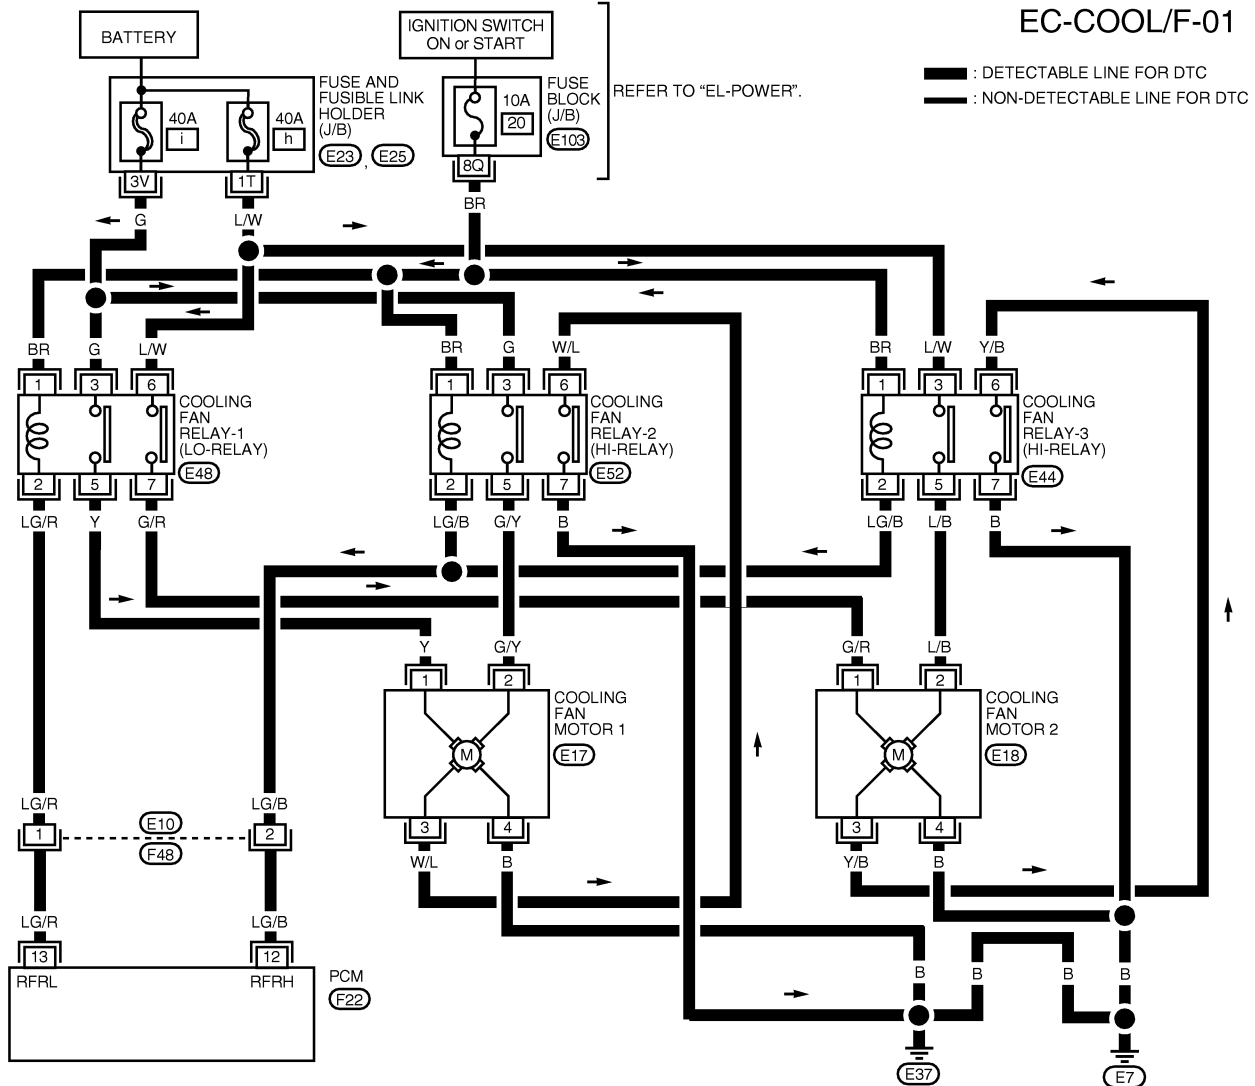 EC-COOL/F-01
BATTERY
IGNITION SWITCH
ON or START
: DETECTABLE LINE FOR DTC
: NON-DETECTABLE LINE FOR DTC
FUSE AND
FUSIBLE LINK
HOLDER
(J/B)
E23 , E25
40A
i
40A
h
10A
20
FUSE
BLOCK
(J/B)
E103
REFER TO “EL-POWER”.
3V
1T
8Q
G
L/W
BR
BR
G
L/W
BR
G
W/L
BR
L/W
Y/B
1
3
6
1
3
6
1
3
6
COOLING
FAN
RELAY-1
(LO-RELAY)
E48
COOLING
FAN
RELAY-2
(HI-RELAY)
E52
COOLING
FAN
RELAY-3
(HI-RELAY)
E44
2
5
7
2
5
7
2
5
7
LG/R
Y
G/R
LG/B
G/Y
B
LG/B
L/B
B
Y
G/Y
G/R
L/B
1
2
1
2
COOLING
FAN
MOTOR 1
E17
COOLING
FAN
MOTOR 2
E18
M
M
LG/R
LG/B
1
E10
F48
2
3
4
3
4
W/L
B
Y/B
B
LG/R
LG/B
13
12
RFRL
RFRH
PCM
F22
B
B
B
B
E37
E7